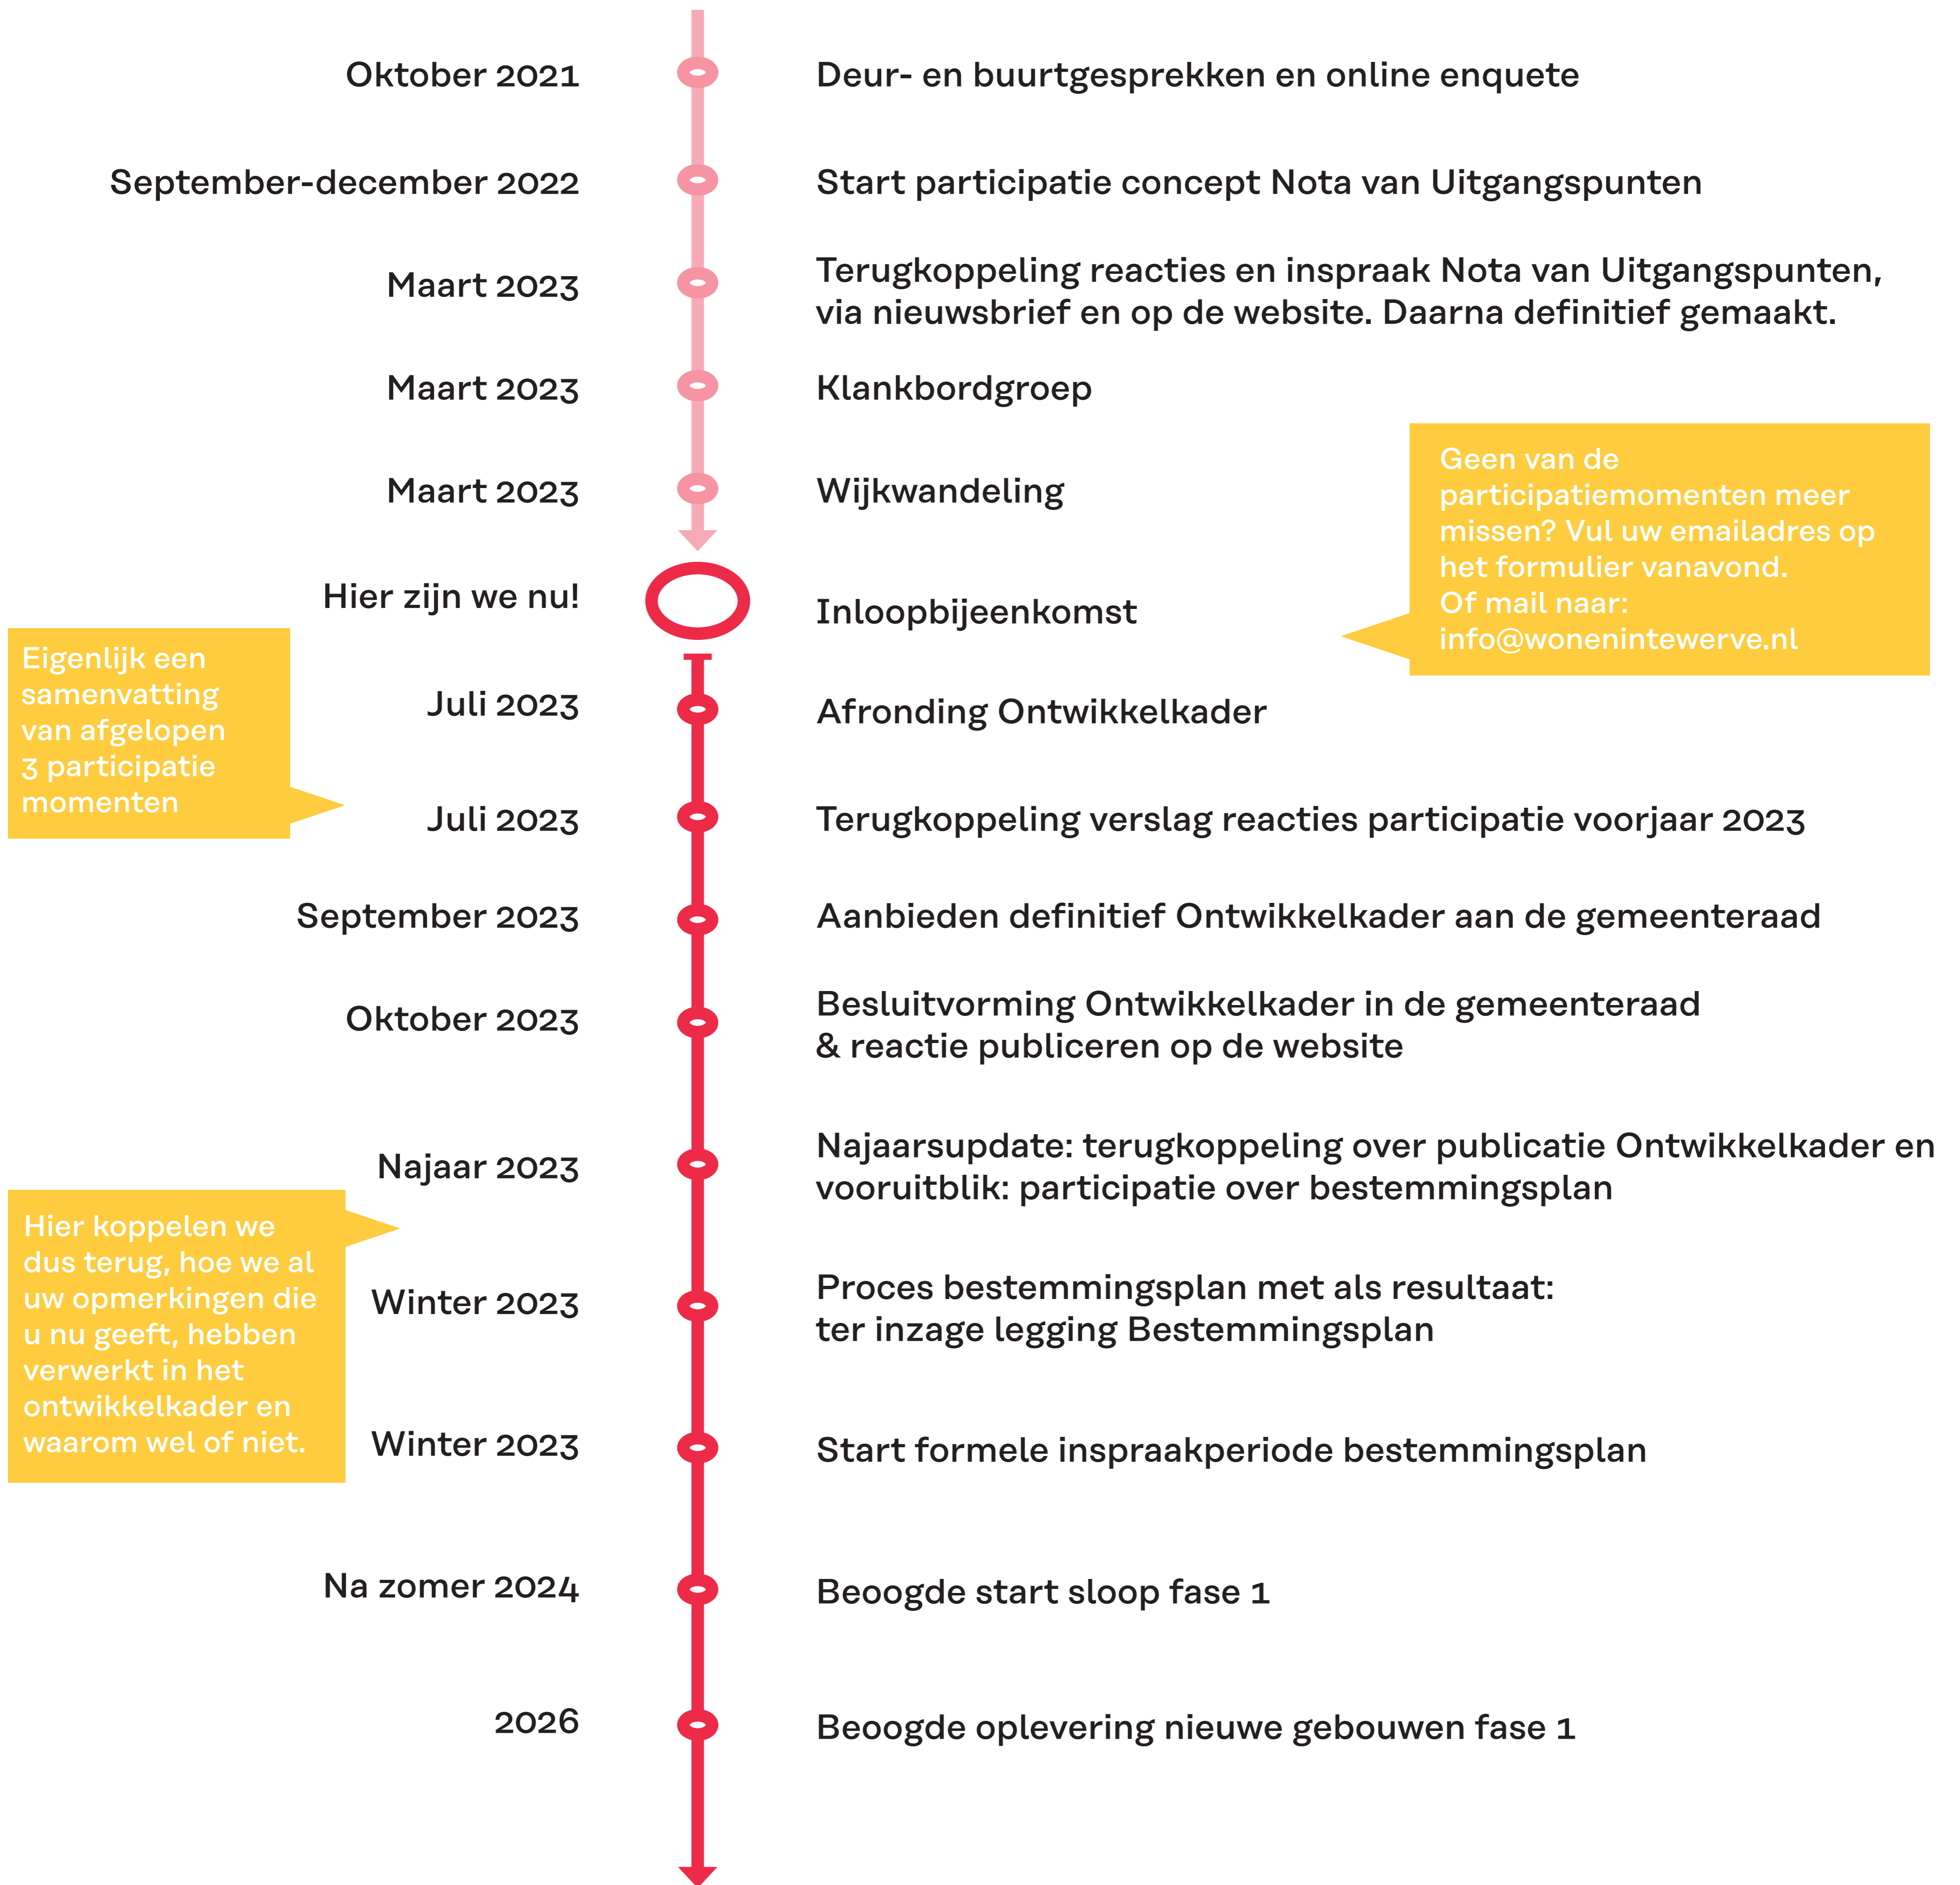 Oktober 2021
Deur- en buurtgesprekken en online enquete
September-december 2022
Start participatie concept Nota van Uitgangspunten
Maart 2023
Terugkoppeling reacties en inspraak Nota van Uitgangspunten,
via nieuwsbrief en op de website. Daarna definitief gemaakt.
Maart 2023
Klankbordgroep
Maart 2023
Wijkwandeling
Geen van de
participatiemomenten meer
missen? Vul uw emailadres op
het formulier vanavond.
Of mail naar:
info@wonenintewerve.nl
Hier zijn we nu!
Inloopbijeenkomst
Juli 2023
Afronding Ontwikkelkader
Eigenlijk een
samenvatting
van afgelopen
3 participatie
momenten
Juli 2023
Terugkoppeling verslag reacties participatie voorjaar 2023
September 2023
Aanbieden definitief Ontwikkelkader aan de gemeenteraad
Oktober 2023
Besluitvorming Ontwikkelkader in de gemeenteraad
& reactie publiceren op de website
Najaar 2023
Najaarsupdate: terugkoppeling over publicatie Ontwikkelkader en
vooruitblik: participatie over bestemmingsplan
Hier koppelen we
dus terug, hoe we al
uw opmerkingen die
u nu geeft, hebben
verwerkt in het
ontwikkelkader en
waarom wel of niet.
Winter 2023
Proces bestemmingsplan met als resultaat:
ter inzage legging Bestemmingsplan
Winter 2023
Start formele inspraakperiode bestemmingsplan
Na zomer 2024
Beoogde start sloop fase 1
2026
Beoogde oplevering nieuwe gebouwen fase 1